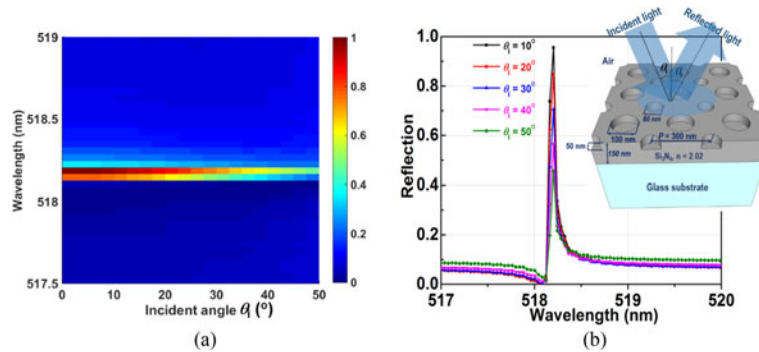 (a)
519
518.5
518
517.5
Wavelength (nm)
0 10 20 30 40 50
Incident angle θi (°)
1
0.8
0.6
0.4
0.2
0
(b)
1.0
0.8
0.6
0.4
0.2
0.0
Reflection
517 518 519 520
Wavelength (nm)
θi = 10°
θi = 20°
θi = 30°
θi = 40°
θi = 50°
Incident light
Reflected light
Air
θi
80 nm
100 nm
P = 300 nm
50 nm
150 nm
Si3N4, n = 2.02
Glass substrate
(a)
(b)